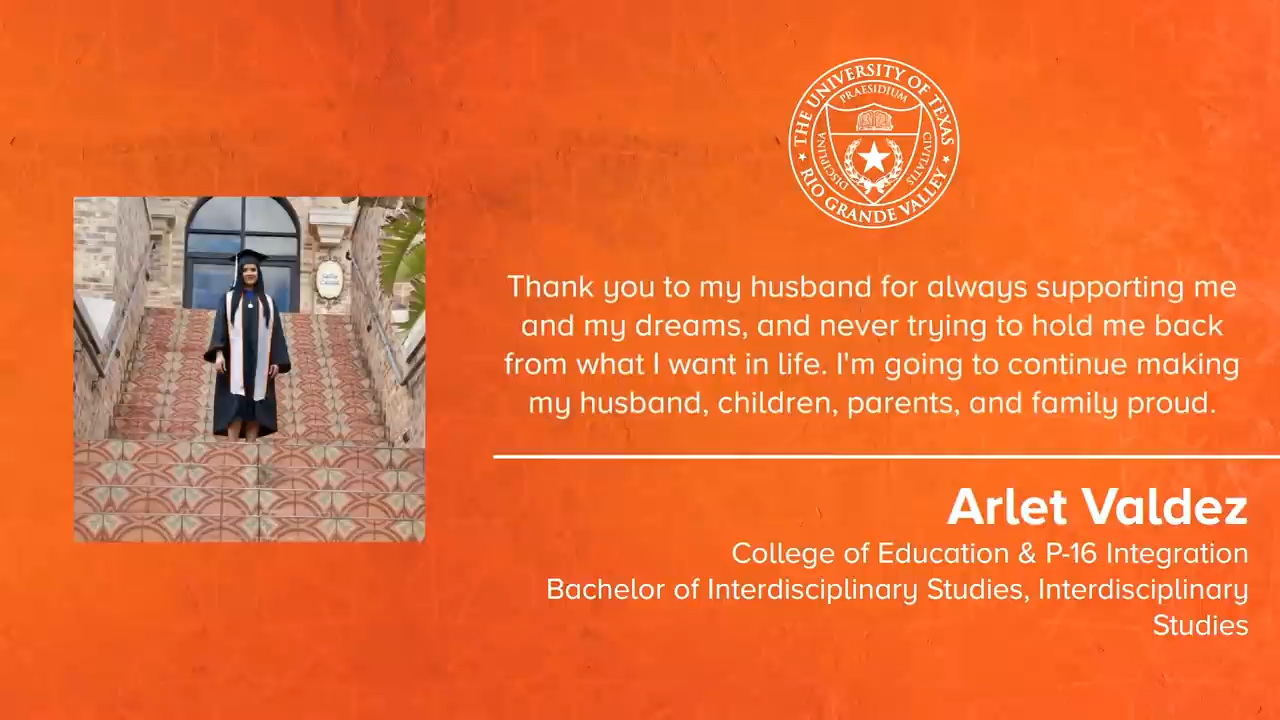 THE UNIVERSITY OF TEXAS
RIO GRANDE VALLEY
PRAESIDIUM
DISCIPLINA
CIVITATIS
Thank you to my husband for always supporting me
and my dreams, and never trying to hold me back
from what I want in life. I'm going to continue making
my husband, children, parents, and family proud.
Arlet Valdez
College of Education & P-16 Integration
Bachelor of Interdisciplinary Studies, Interdisciplinary
Studies